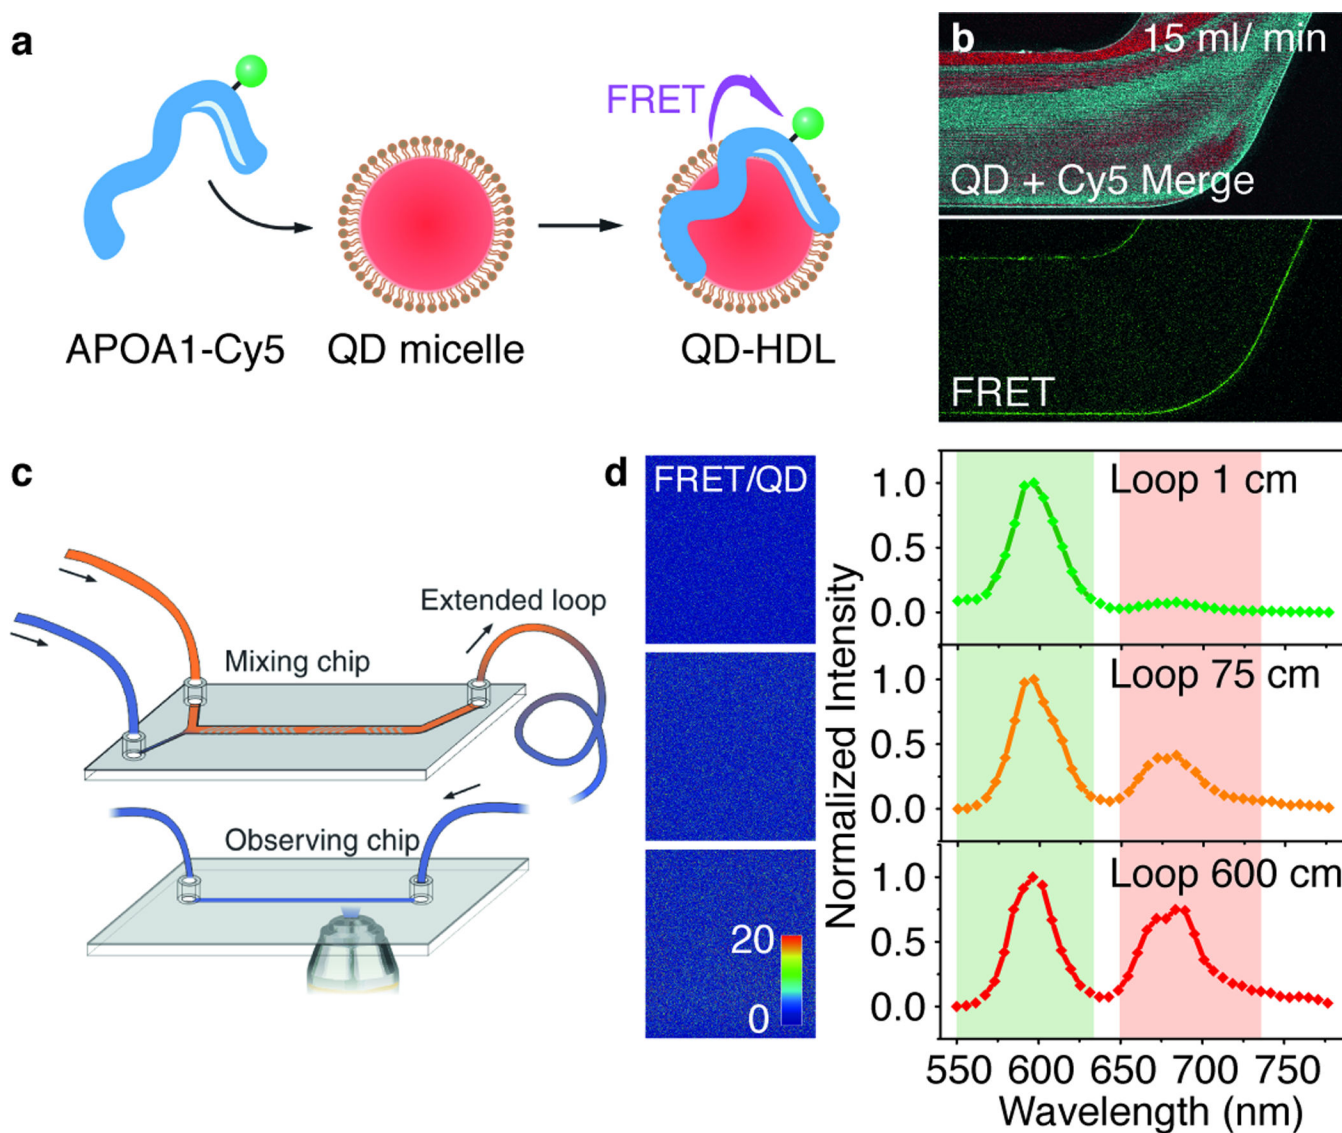 a
FRET
APOA1-Cy5
QD micelle
QD-HDL
b
15 ml/ min
QD + Cy5 Merge
FRET
c
Extended loop
Mixing chip
Observing chip
d
FRET/QD
20
0
Normalized Intensity
Loop 1 cm
1.0
0.5
0.0
Loop 75 cm
1.0
0.5
0.0
Loop 600 cm
1.0
0.5
0.0
550 600 650 700 750
Wavelength (nm)